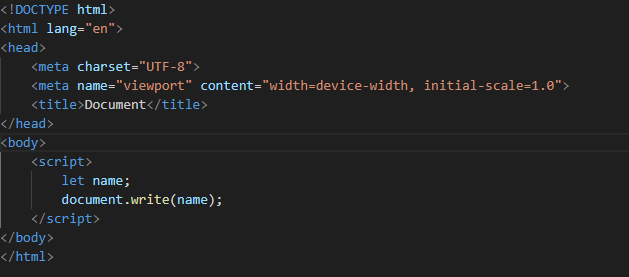 <!DOCTYPE html>
<html lang="en">
<head>
    <meta charset="UTF-8">
    <meta name="viewport" content="width=device-width, initial-scale=1.0">
    <title>Document</title>
</head>
<body>
    <script>
        let name;
        document.write(name);
    </script>
</body>
</html>